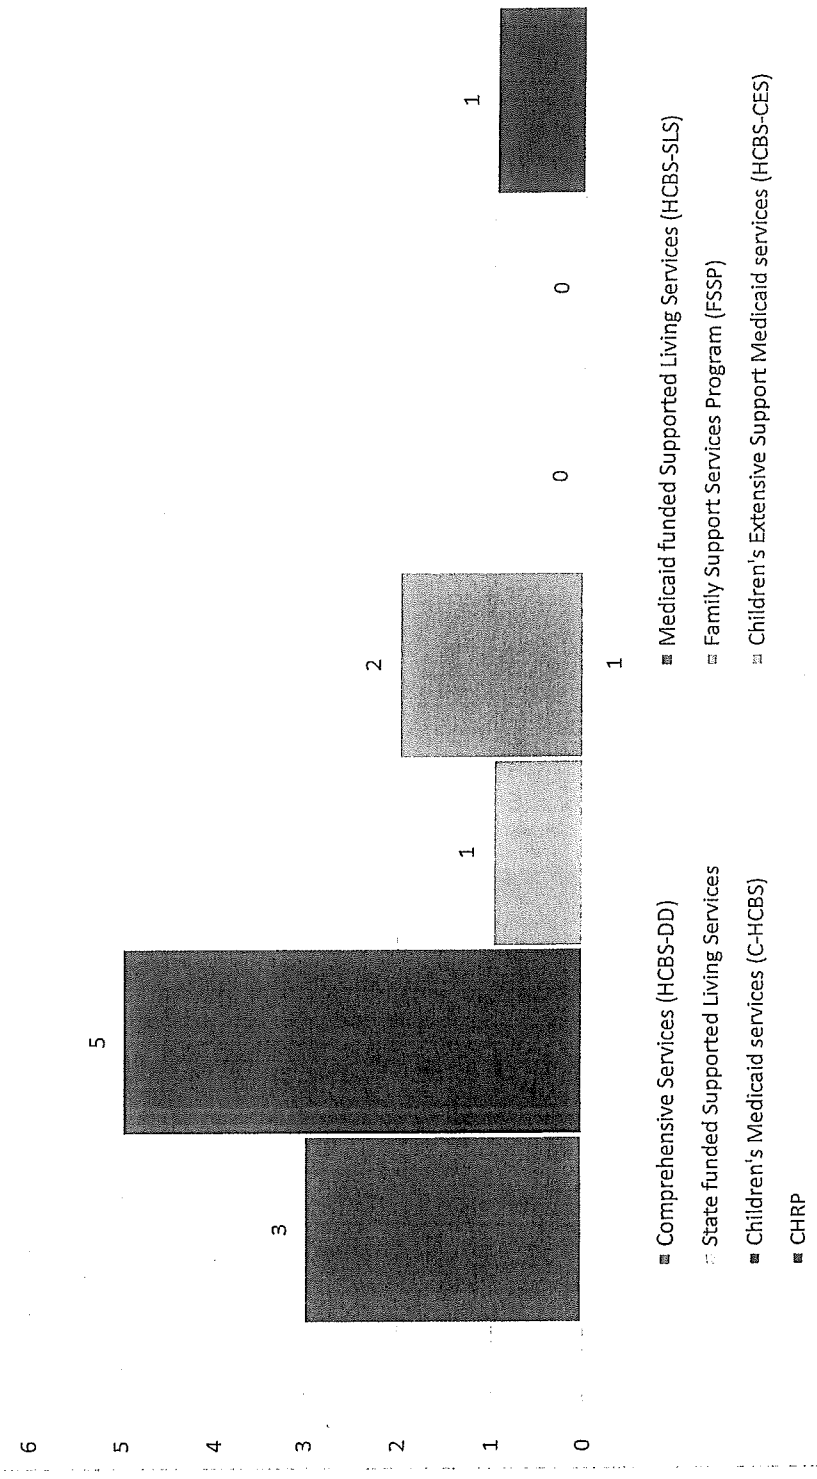 6
5
4
3
2
1
0
3
5
1
2
0
0
1
1
■ Comprehensive Services (HCBS-DD)
■ Medicaid funded Supported Living Services (HCBS-SLS)
State funded Supported Living Services
■ Family Support Services Program (FSSP)
■ Children's Medicaid services (C-HCBS)
■ Children's Extensive Support Medicaid services (HCBS-CES)
■ CHRP